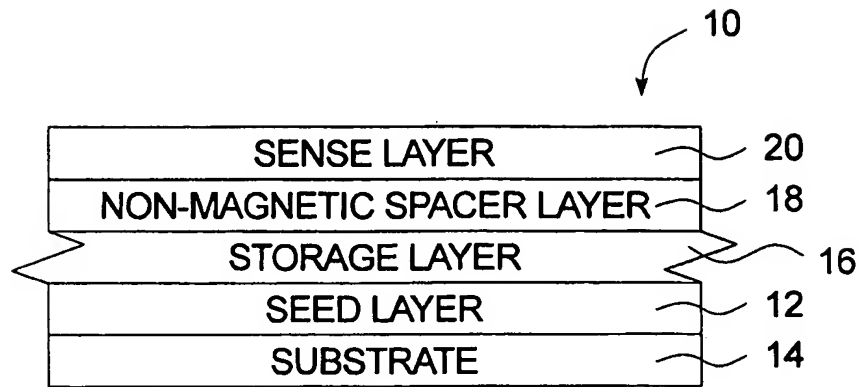 10
SENSE LAYER 20
NON-MAGNETIC SPACER LAYER 18
STORAGE LAYER 16
SEED LAYER 12
SUBSTRATE 14